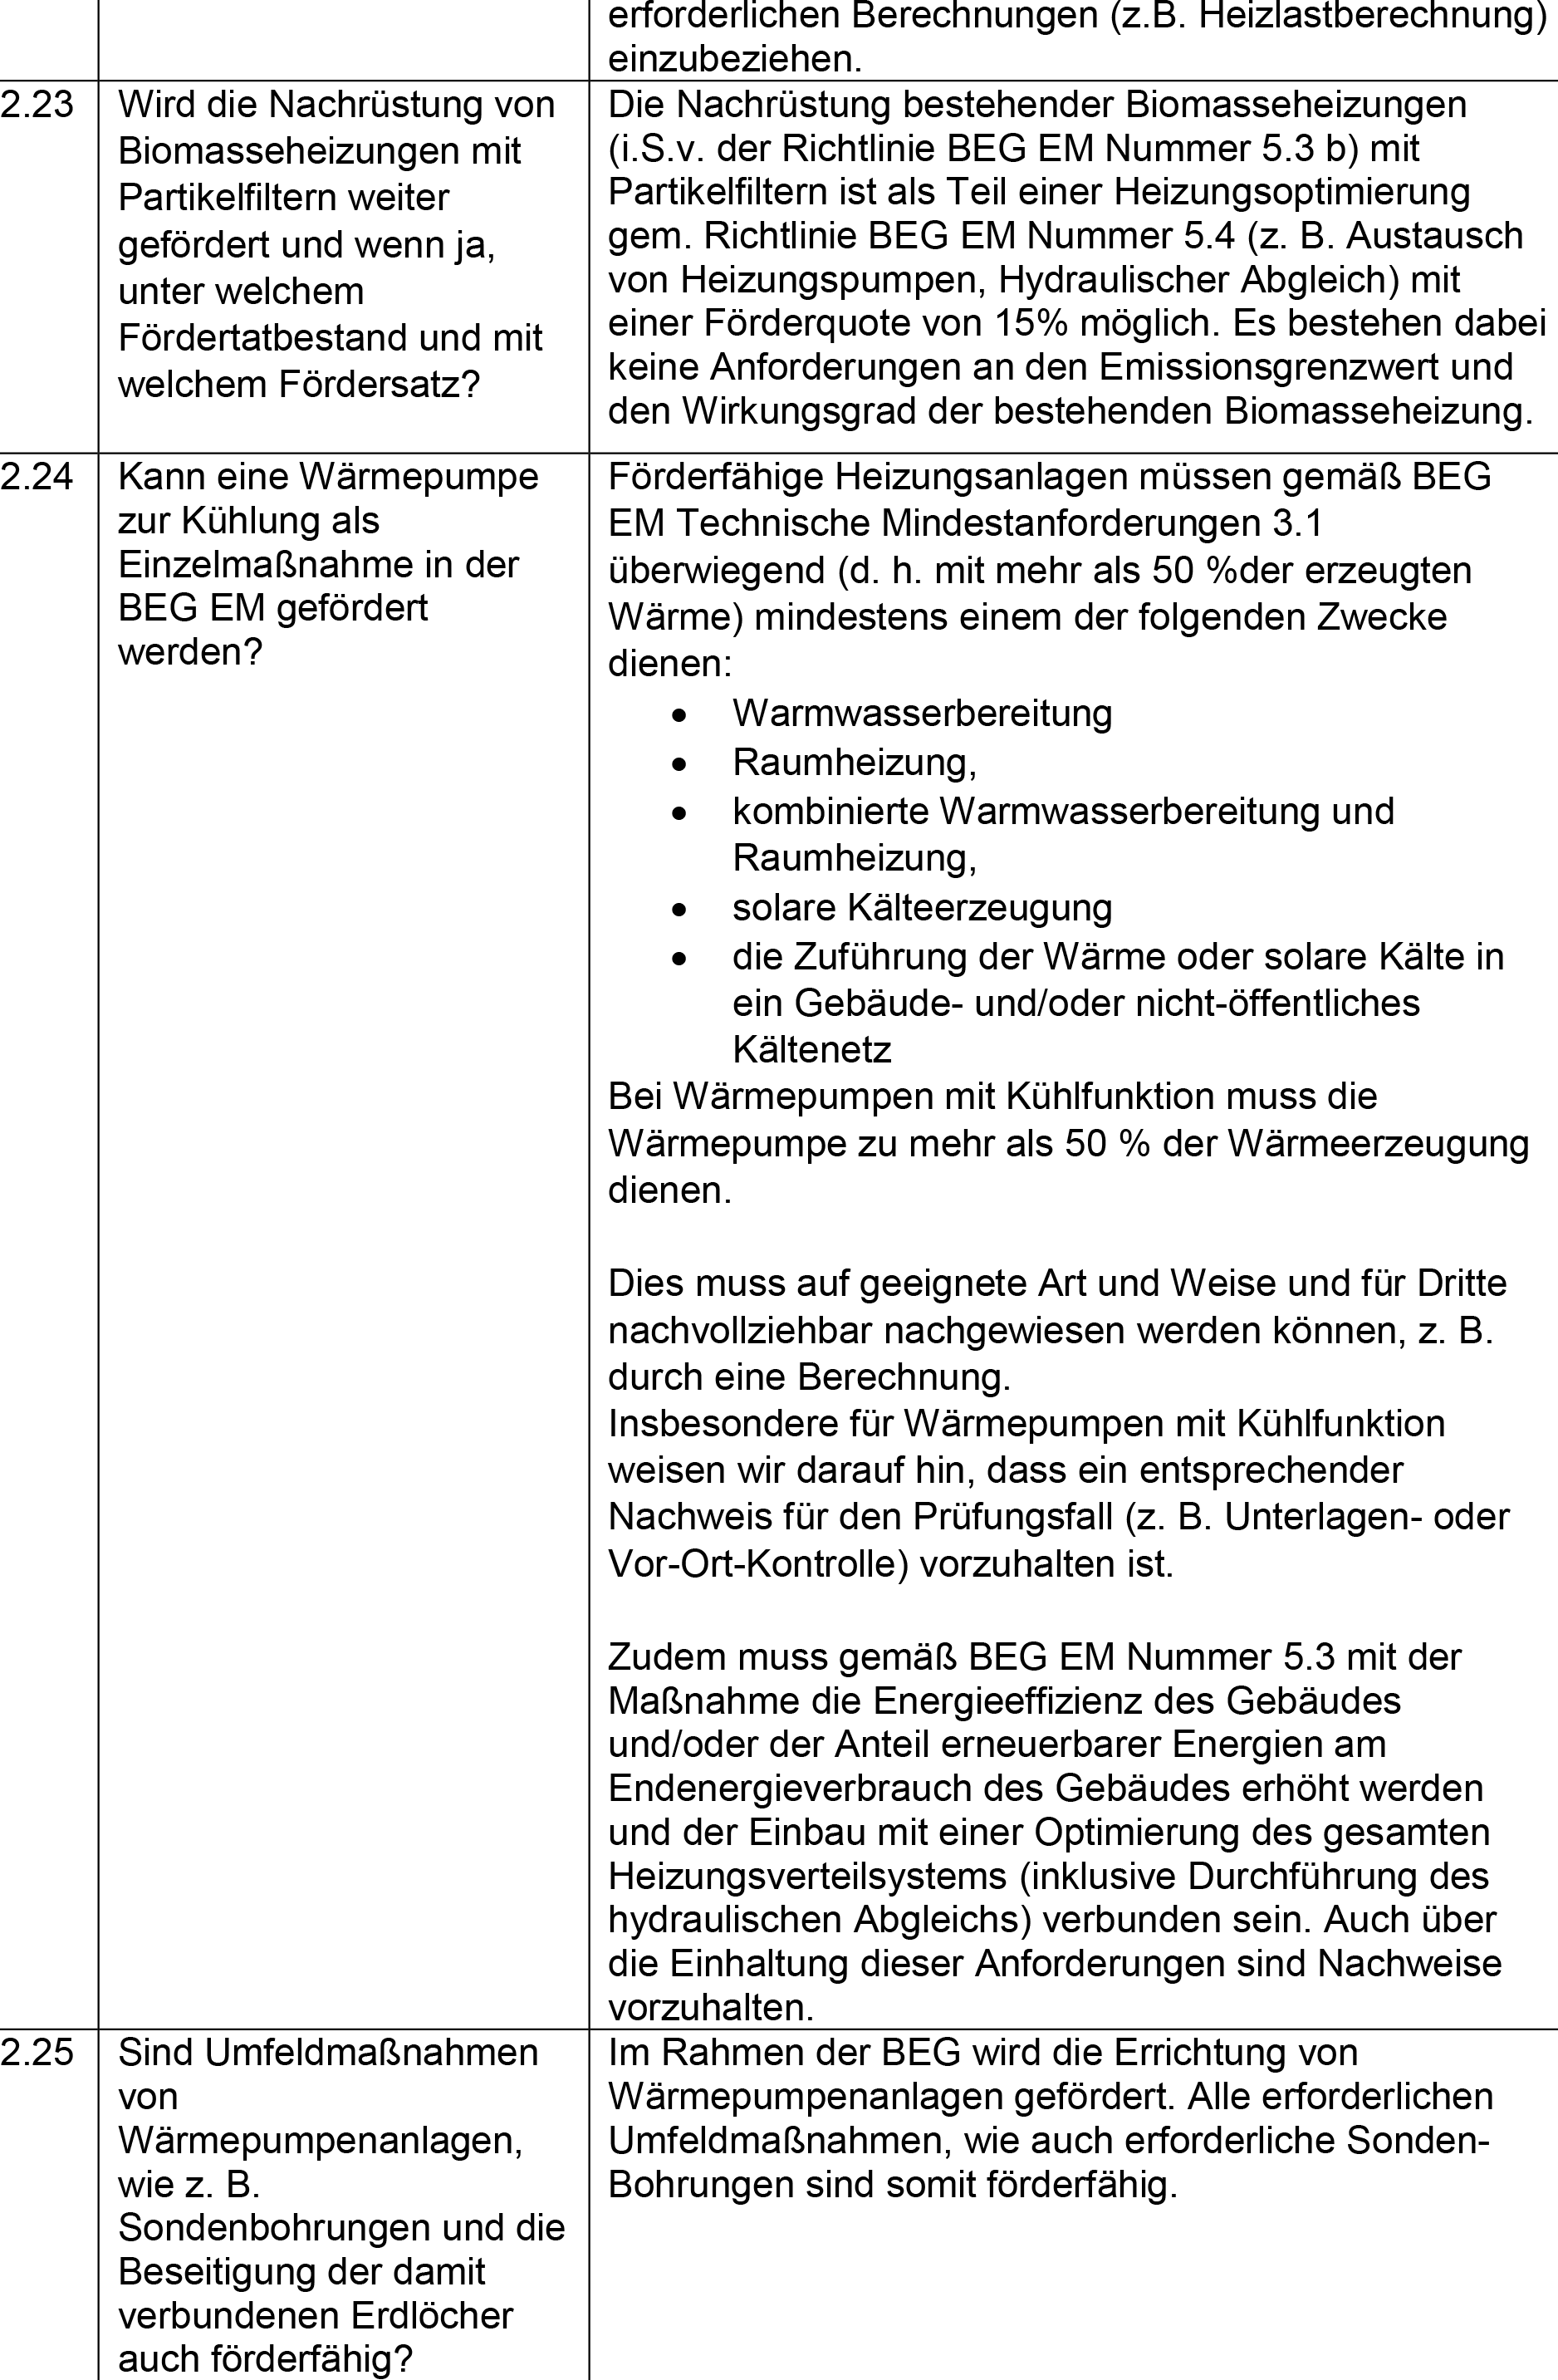 erforderlichen Berechnungen (z.B. Heizlastberechnung)
einzubeziehen.
2.23
Wird die Nachrüstung von
Biomasseheizungen mit
Partikelfiltern weiter
gefördert und wenn ja,
unter welchem
Fördertatbestand und mit
welchem Fördersatz?
Die Nachrüstung bestehender Biomasseheizungen
(i.S.v. der Richtlinie BEG EM Nummer 5.3 b) mit
Partikelfiltern ist als Teil einer Heizungsoptimierung
gem. Richtlinie BEG EM Nummer 5.4 (z. B. Austausch
von Heizungspumpen, Hydraulischer Abgleich) mit
einer Förderquote von 15% möglich. Es bestehen dabei
keine Anforderungen an den Emissionsgrenzwert und
den Wirkungsgrad der bestehenden Biomasseheizung.
2.24
Kann eine Wärmepumpe
zur Kühlung als
Einzelmaßnahme in der
BEG EM gefördert
werden?
Förderfähige Heizungsanlagen müssen gemäß BEG
EM Technische Mindestanforderungen 3.1
überwiegend (d. h. mit mehr als 50 %der erzeugten
Wärme) mindestens einem der folgenden Zwecke
dienen:
• Warmwasserbereitung
• Raumheizung,
• kombinierte Warmwasserbereitung und
Raumheizung,
• solare Kälteerzeugung
• die Zuführung der Wärme oder solare Kälte in
ein Gebäude- und/oder nicht-öffentliches
Kältenetz
Bei Wärmepumpen mit Kühlfunktion muss die
Wärmepumpe zu mehr als 50 % der Wärmeerzeugung
dienen.
Dies muss auf geeignete Art und Weise und für Dritte
nachvollziehbar nachgewiesen werden können, z. B.
durch eine Berechnung.
Insbesondere für Wärmepumpen mit Kühlfunktion
weisen wir darauf hin, dass ein entsprechender
Nachweis für den Prüfungsfall (z. B. Unterlagen- oder
Vor-Ort-Kontrolle) vorzuhalten ist.
Zudem muss gemäß BEG EM Nummer 5.3 mit der
Maßnahme die Energieeffizienz des Gebäudes
und/oder der Anteil erneuerbarer Energien am
Endenergieverbrauch des Gebäudes erhöht werden
und der Einbau mit einer Optimierung des gesamten
Heizungsverteilsystems (inklusive Durchführung des
hydraulischen Abgleichs) verbunden sein. Auch über
die Einhaltung dieser Anforderungen sind Nachweise
vorzuhalten.
2.25
Sind Umfeldmaßnahmen
von
Wärmepumpenanlagen,
wie z. B.
Sondenbohrungen und die
Beseitigung der damit
verbundenen Erdlöcher
auch förderfähig?
Im Rahmen der BEG wird die Errichtung von
Wärmepumpenanlagen gefördert. Alle erforderlichen
Umfeldmaßnahmen, wie auch erforderliche Sonden-
Bohrungen sind somit förderfähig.